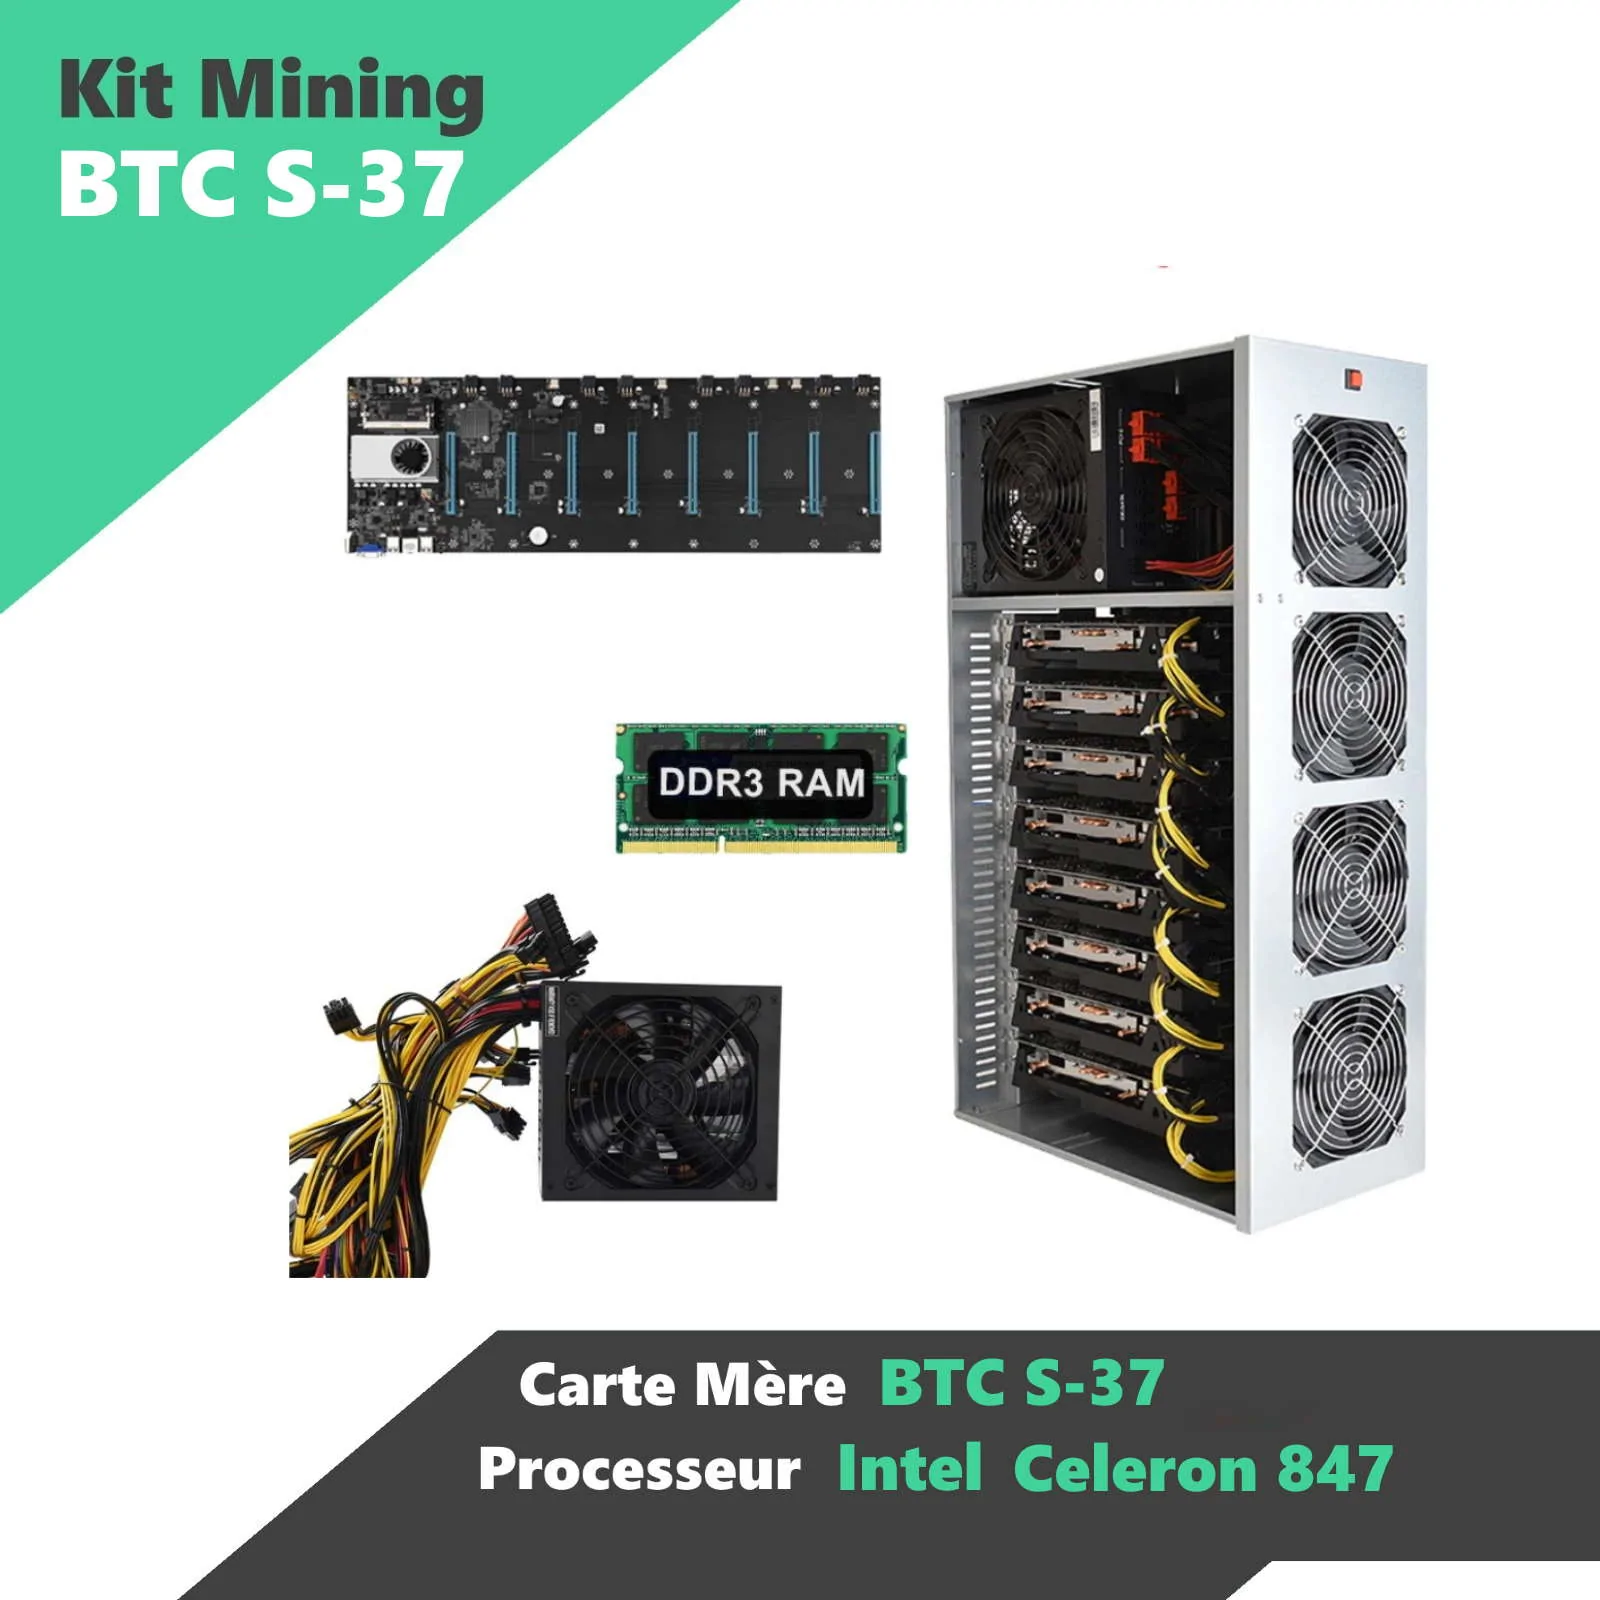 Kit Mining
BTC S-37
DDR3 RAM
Carte Mère BTC S-37
Processeur Intel Celeron 847